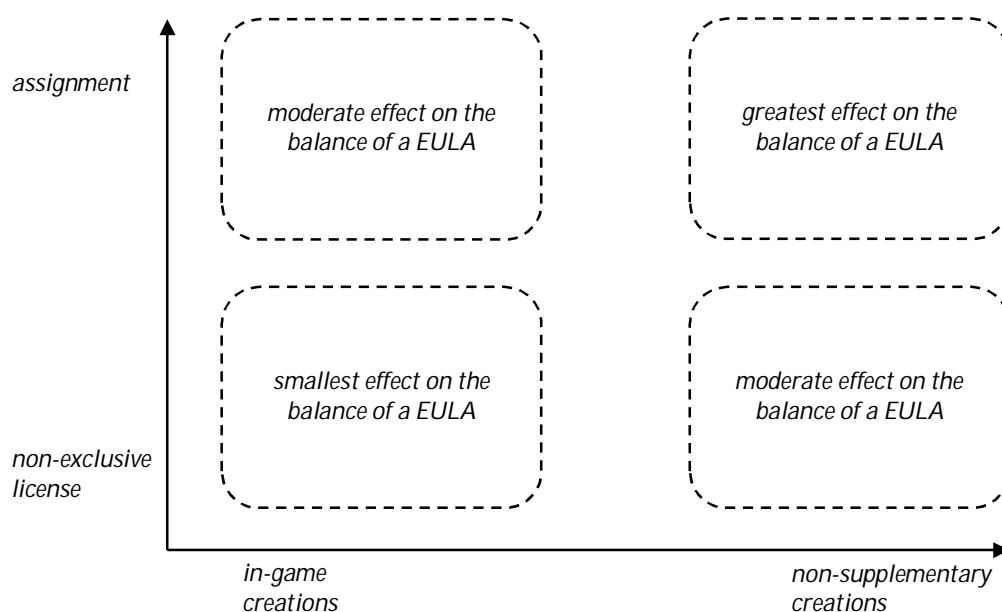 assignment
moderate effect on the
balance of a EULA
greatest effect on the
balance of a EULA
smallest effect on the
balance of a EULA
moderate effect on the
balance of a EULA
non-exclusive
license
in-game
creations
non-supplementary
creations